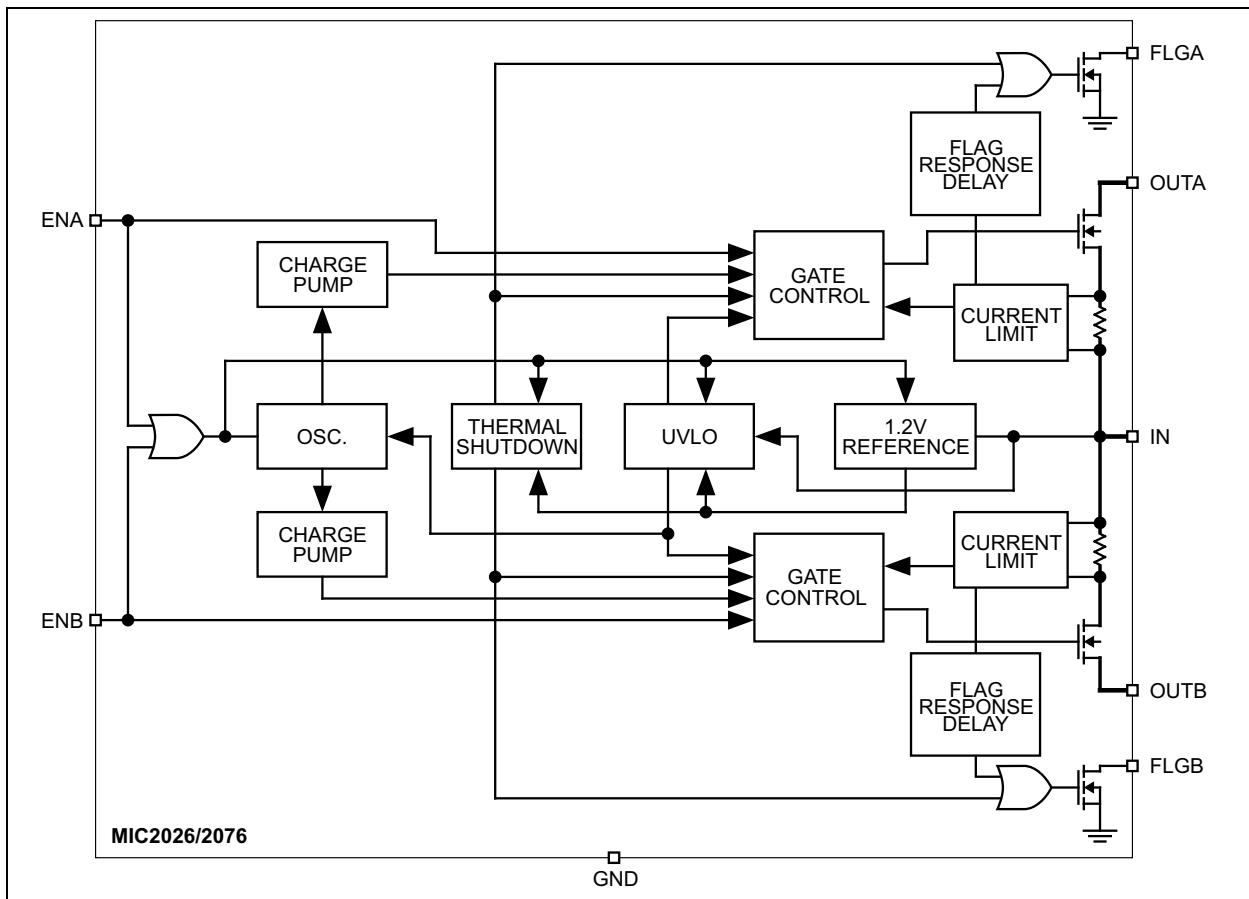 FLGA
FLAG
RESPONSE
DELAY
OUTA
ENA
CHARGE
PUMP
GATE
CONTROL
CURRENT
LIMIT
OSC.
THERMAL
SHUTDOWN
UVLO
1.2V
REFERENCE
IN
CHARGE
PUMP
GATE
CONTROL
CURRENT
LIMIT
ENB
FLAG
RESPONSE
DELAY
OUTB
FLGB
MIC2026/2076
GND